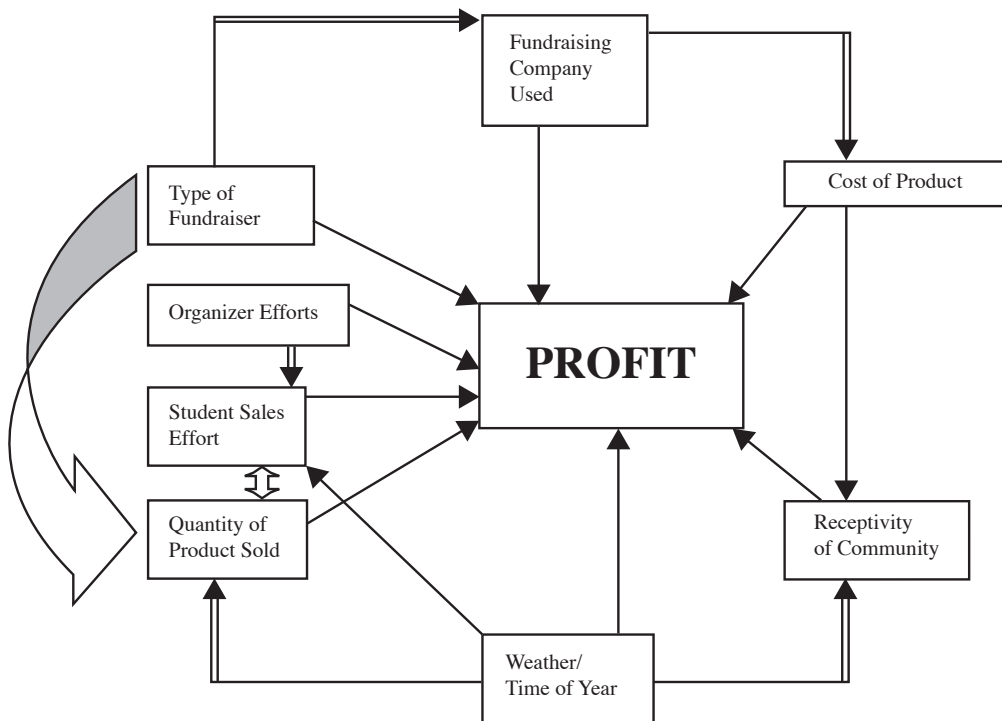 Fundraising
Company
Used
Type of
Fundraiser
Cost of Product
Organizer Efforts
PROFIT
Student Sales
Effort
Quantity of
Product Sold
Receptivity
of Community
Weather/
Time of Year